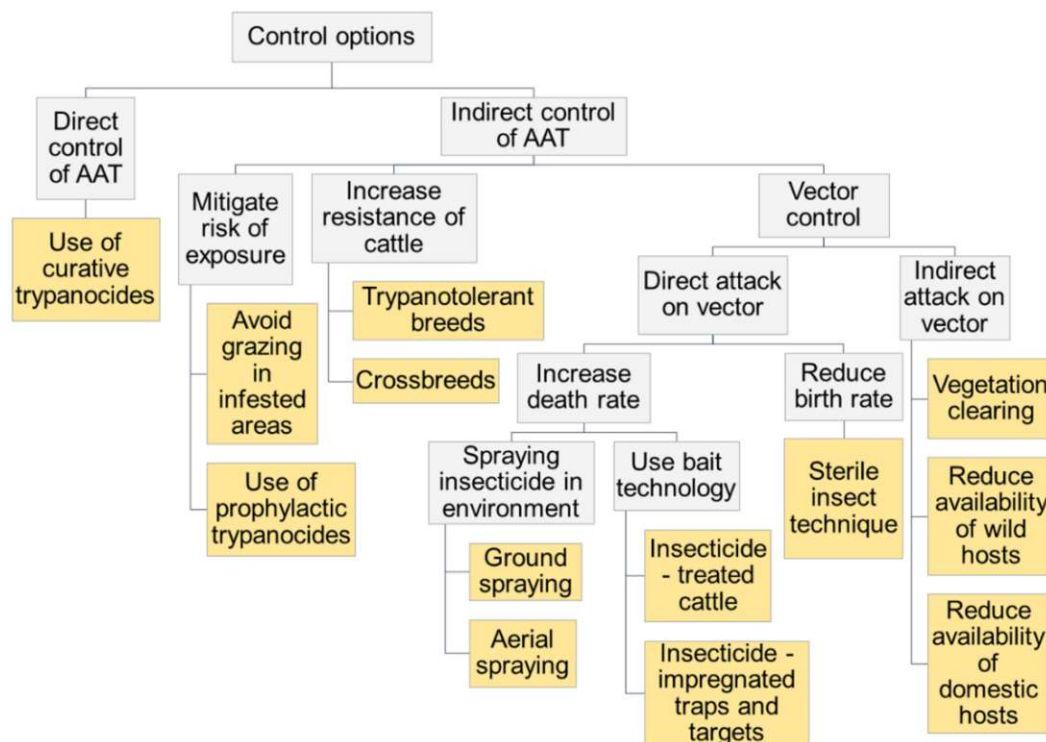 Control options
Direct
control
of AAT
Indirect control
of AAT
Use of
curative
trypanocides
Mitigate
risk of
exposure
Increase
resistance of
cattle
Vector
control
Avoid
grazing
in
infested
areas
Use of
prophylactic
trypanocides
Trypanotolerant
breeds
Crossbreeds
Direct attack
on vector
Indirect
attack on
vector
Increase
death rate
Reduce
birth rate
Spraying
insecticide in
environment
Use bait
technology
Sterile
insect
technique
Ground
spraying
Aerial
spraying
Insecticide
- treated
cattle
Insecticide -
impregnated
traps and
targets
Vegetation
clearing
Reduce
availability
of wild
hosts
Reduce
availability
of
domestic
hosts